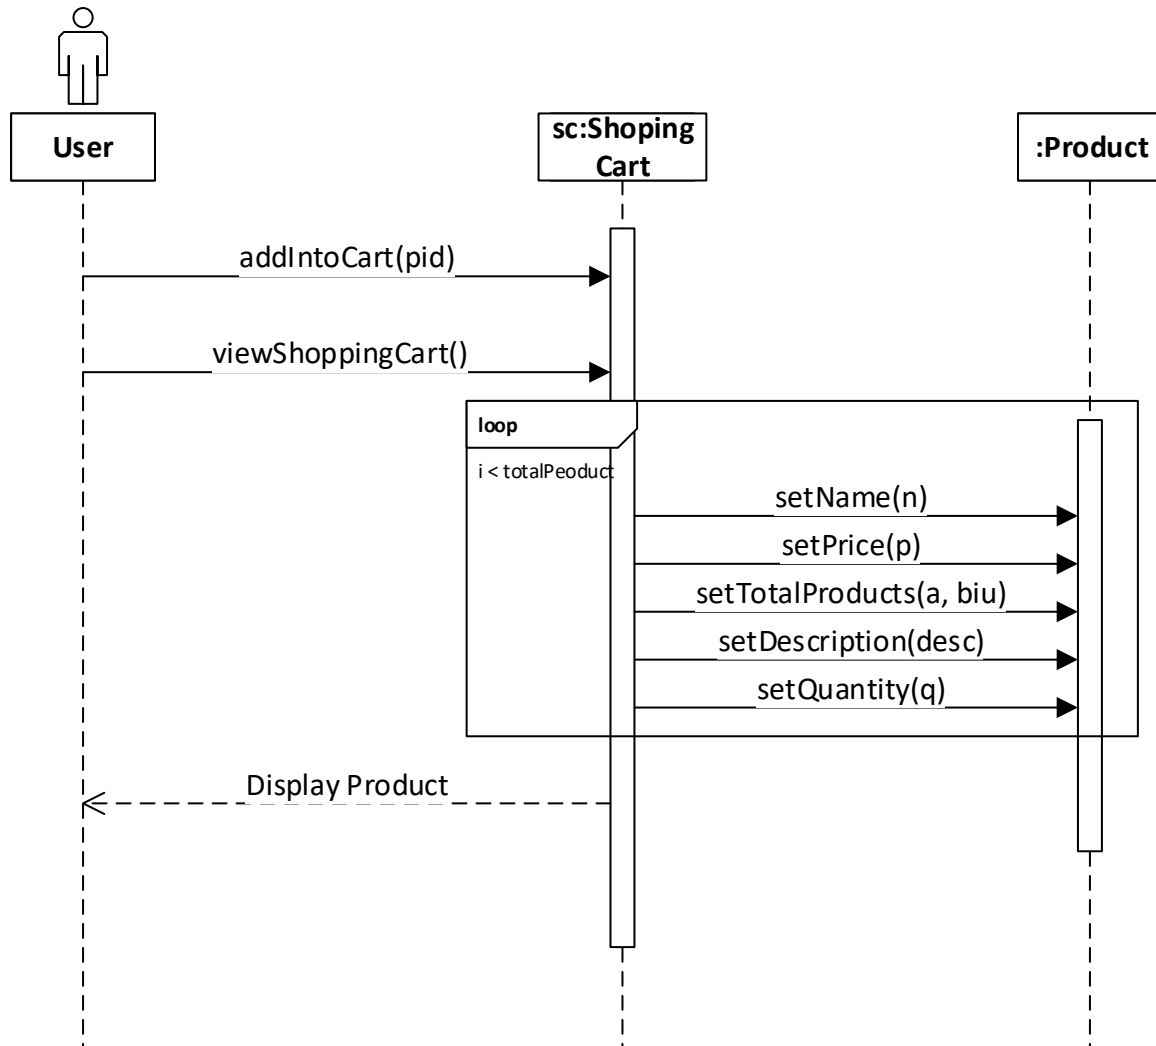 User
sc:Shoping
Cart
:Product
addIntoCart(pid)
viewShoppingCart()
loop
i < totalPeoduct
setName(n)
setPrice(p)
setTotalProducts(a, biu)
setDescription(desc)
setQuantity(q)
Display Product